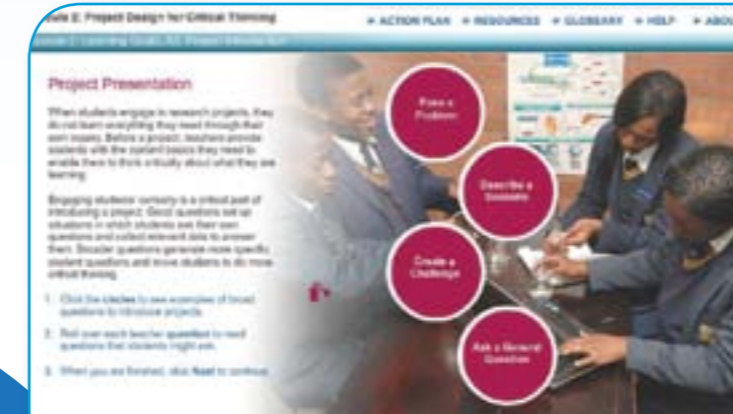 Module 2: Project Design for Critical Thinking
ACTION PLAN RESOURCES GLOSSARY HELP ABOU
Project Presentation
When students engage in research projects, they
do not learn everything they need through their
own means. Before a project, teachers provide
students with the content basics they need to
enable them to think critically about what they are
learning.
Engaging students' curiosity is a critical part of
introducing a project. Good questions set up
situations in which students ask their own
questions and collect relevant data to answer
them. Broader questions generate more specific
student questions and move students to do more
critical thinking.
1. Click the circles to see examples of broad
questions to introduce projects.
2. Roll over each teacher question to read
questions that students might ask.
3. When you are finished, click Next to continue.
Pose a
Problem
Describe a
Scenario
Create a
Challenge
Ask a General
Question